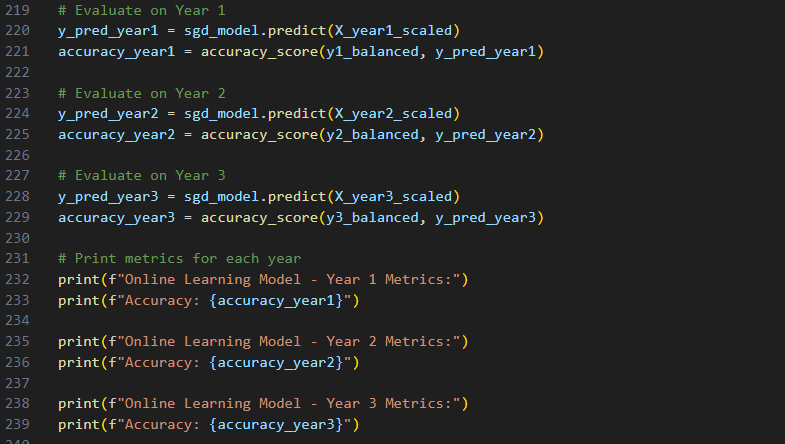 219 # Evaluate on Year 1
220 y_pred_year1 = sgd_model.predict(X_year1_scaled)
221 accuracy_year1 = accuracy_score(y1_balanced, y_pred_year1)
222
223 # Evaluate on Year 2
224 y_pred_year2 = sgd_model.predict(X_year2_scaled)
225 accuracy_year2 = accuracy_score(y2_balanced, y_pred_year2)
226
227 # Evaluate on Year 3
228 y_pred_year3 = sgd_model.predict(X_year3_scaled)
229 accuracy_year3 = accuracy_score(y3_balanced, y_pred_year3)
230
231 # Print metrics for each year
232 print(f"Online Learning Model - Year 1 Metrics:")
233 print(f"Accuracy: {accuracy_year1}")
234
235 print(f"Online Learning Model - Year 2 Metrics:")
236 print(f"Accuracy: {accuracy_year2}")
237
238 print(f"Online Learning Model - Year 3 Metrics:")
239 print(f"Accuracy: {accuracy_year3}")